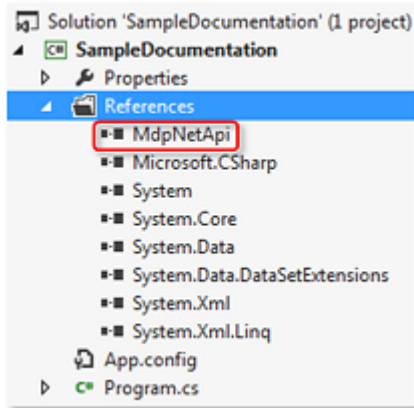 Solution 'SampleDocumentation' (1 project)
C# SampleDocumentation
Properties
References
MdpNetApi
Microsoft.CSharp
System
System.Core
System.Data
System.Data.DataSetExtensions
System.Xml
System.Xml.Linq
App.config
C# Program.cs